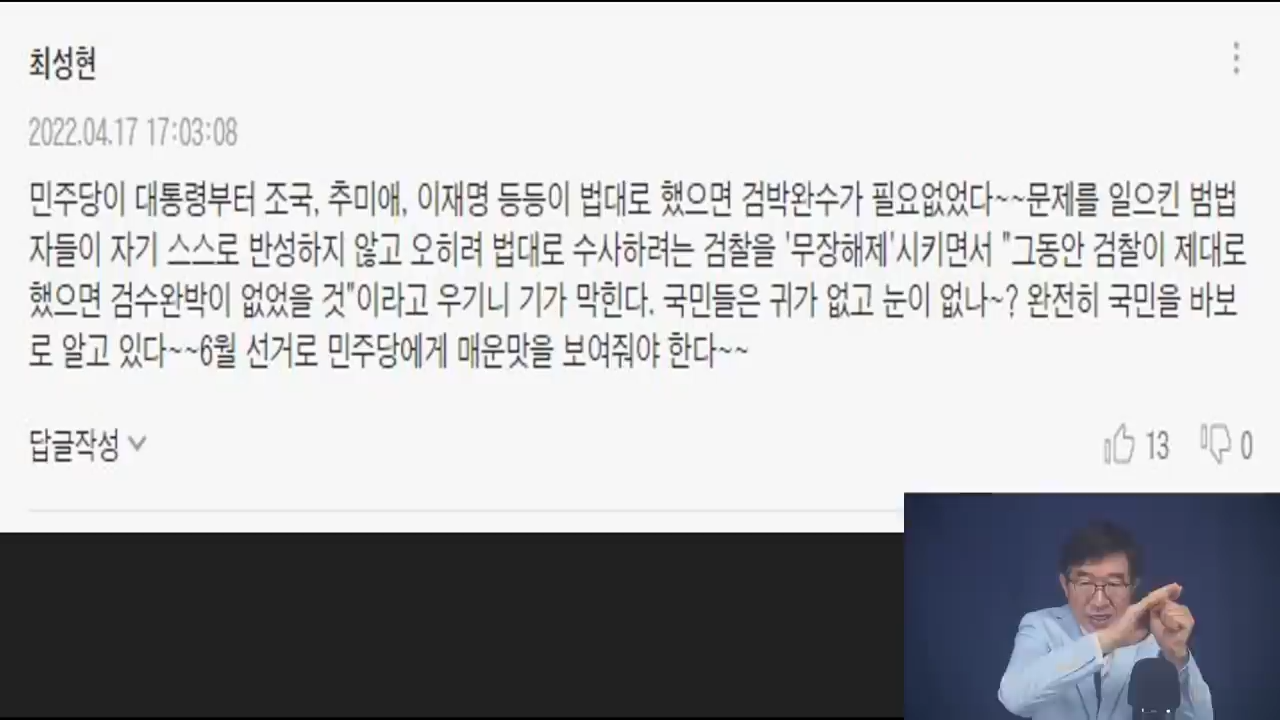 최성현
2022.04.17 17:03:08
민주당이 대통령부터 조국, 추미애, 이재명 등등이 법대로 했으면 검박완수가 필요없었다~~문제를 일으킨 범법
자들이 자기 스스로 반성하지 않고 오히려 법대로 수사하려는 검찰을 '무장해제'시키면서 "그동안 검찰이 제대로
했으면 검수완박이 없었을 것"이라고 우기니 기가 막힌다. 국민들은 귀가 없고 눈이 없나~? 완전히 국민을 바보
로 알고 있다~~6월 선거로 민주당에게 매운맛을 보여줘야 한다~~
답글작성
13 0